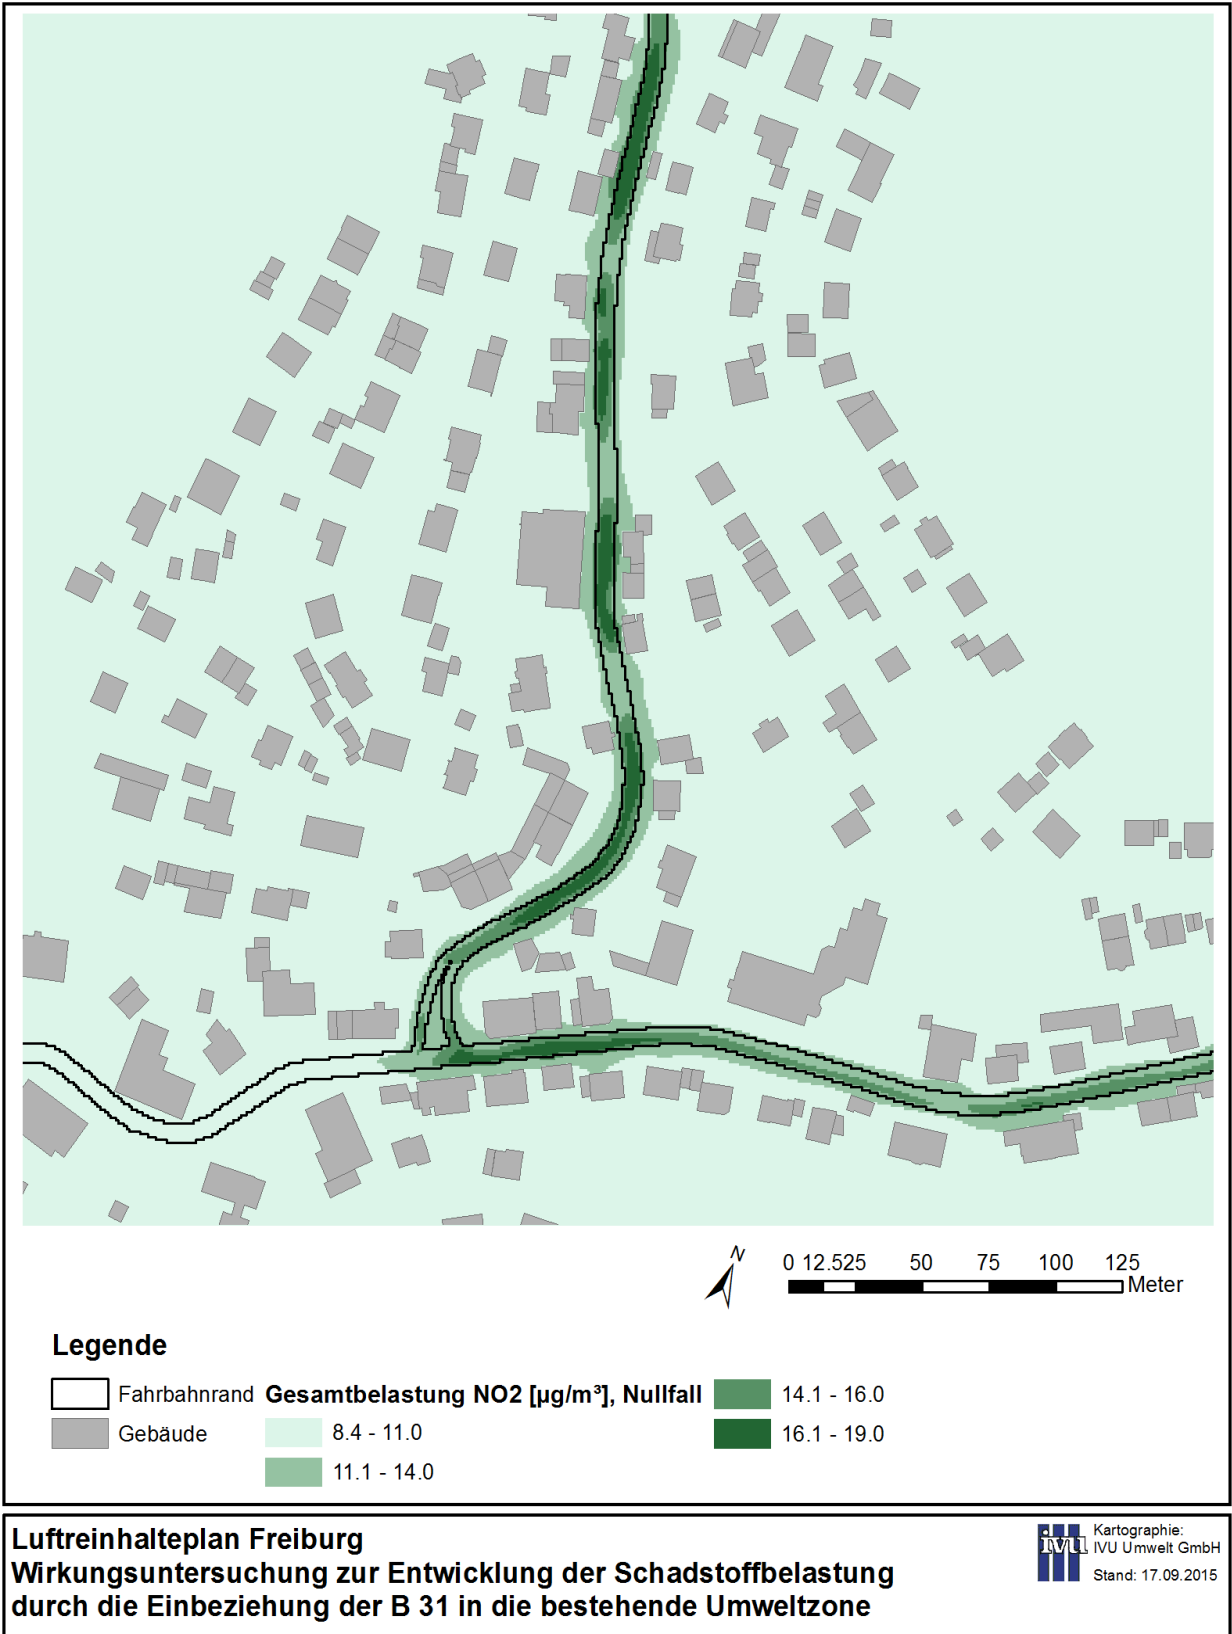 N
0 12.525 50 75 100 125
Meter
Legende
Fahrbahnrand
Gebäude
Gesamtbelastung NO2 [µg/m³], Nullfall
8.4 - 11.0
11.1 - 14.0
14.1 - 16.0
16.1 - 19.0
Luftreinhalteplan Freiburg
Wirkungsuntersuchung zur Entwicklung der Schadstoffbelastung
durch die Einbeziehung der B 31 in die bestehende Umweltzone
ivu
Kartographie:
IVU Umwelt GmbH
Stand: 17.09.2015